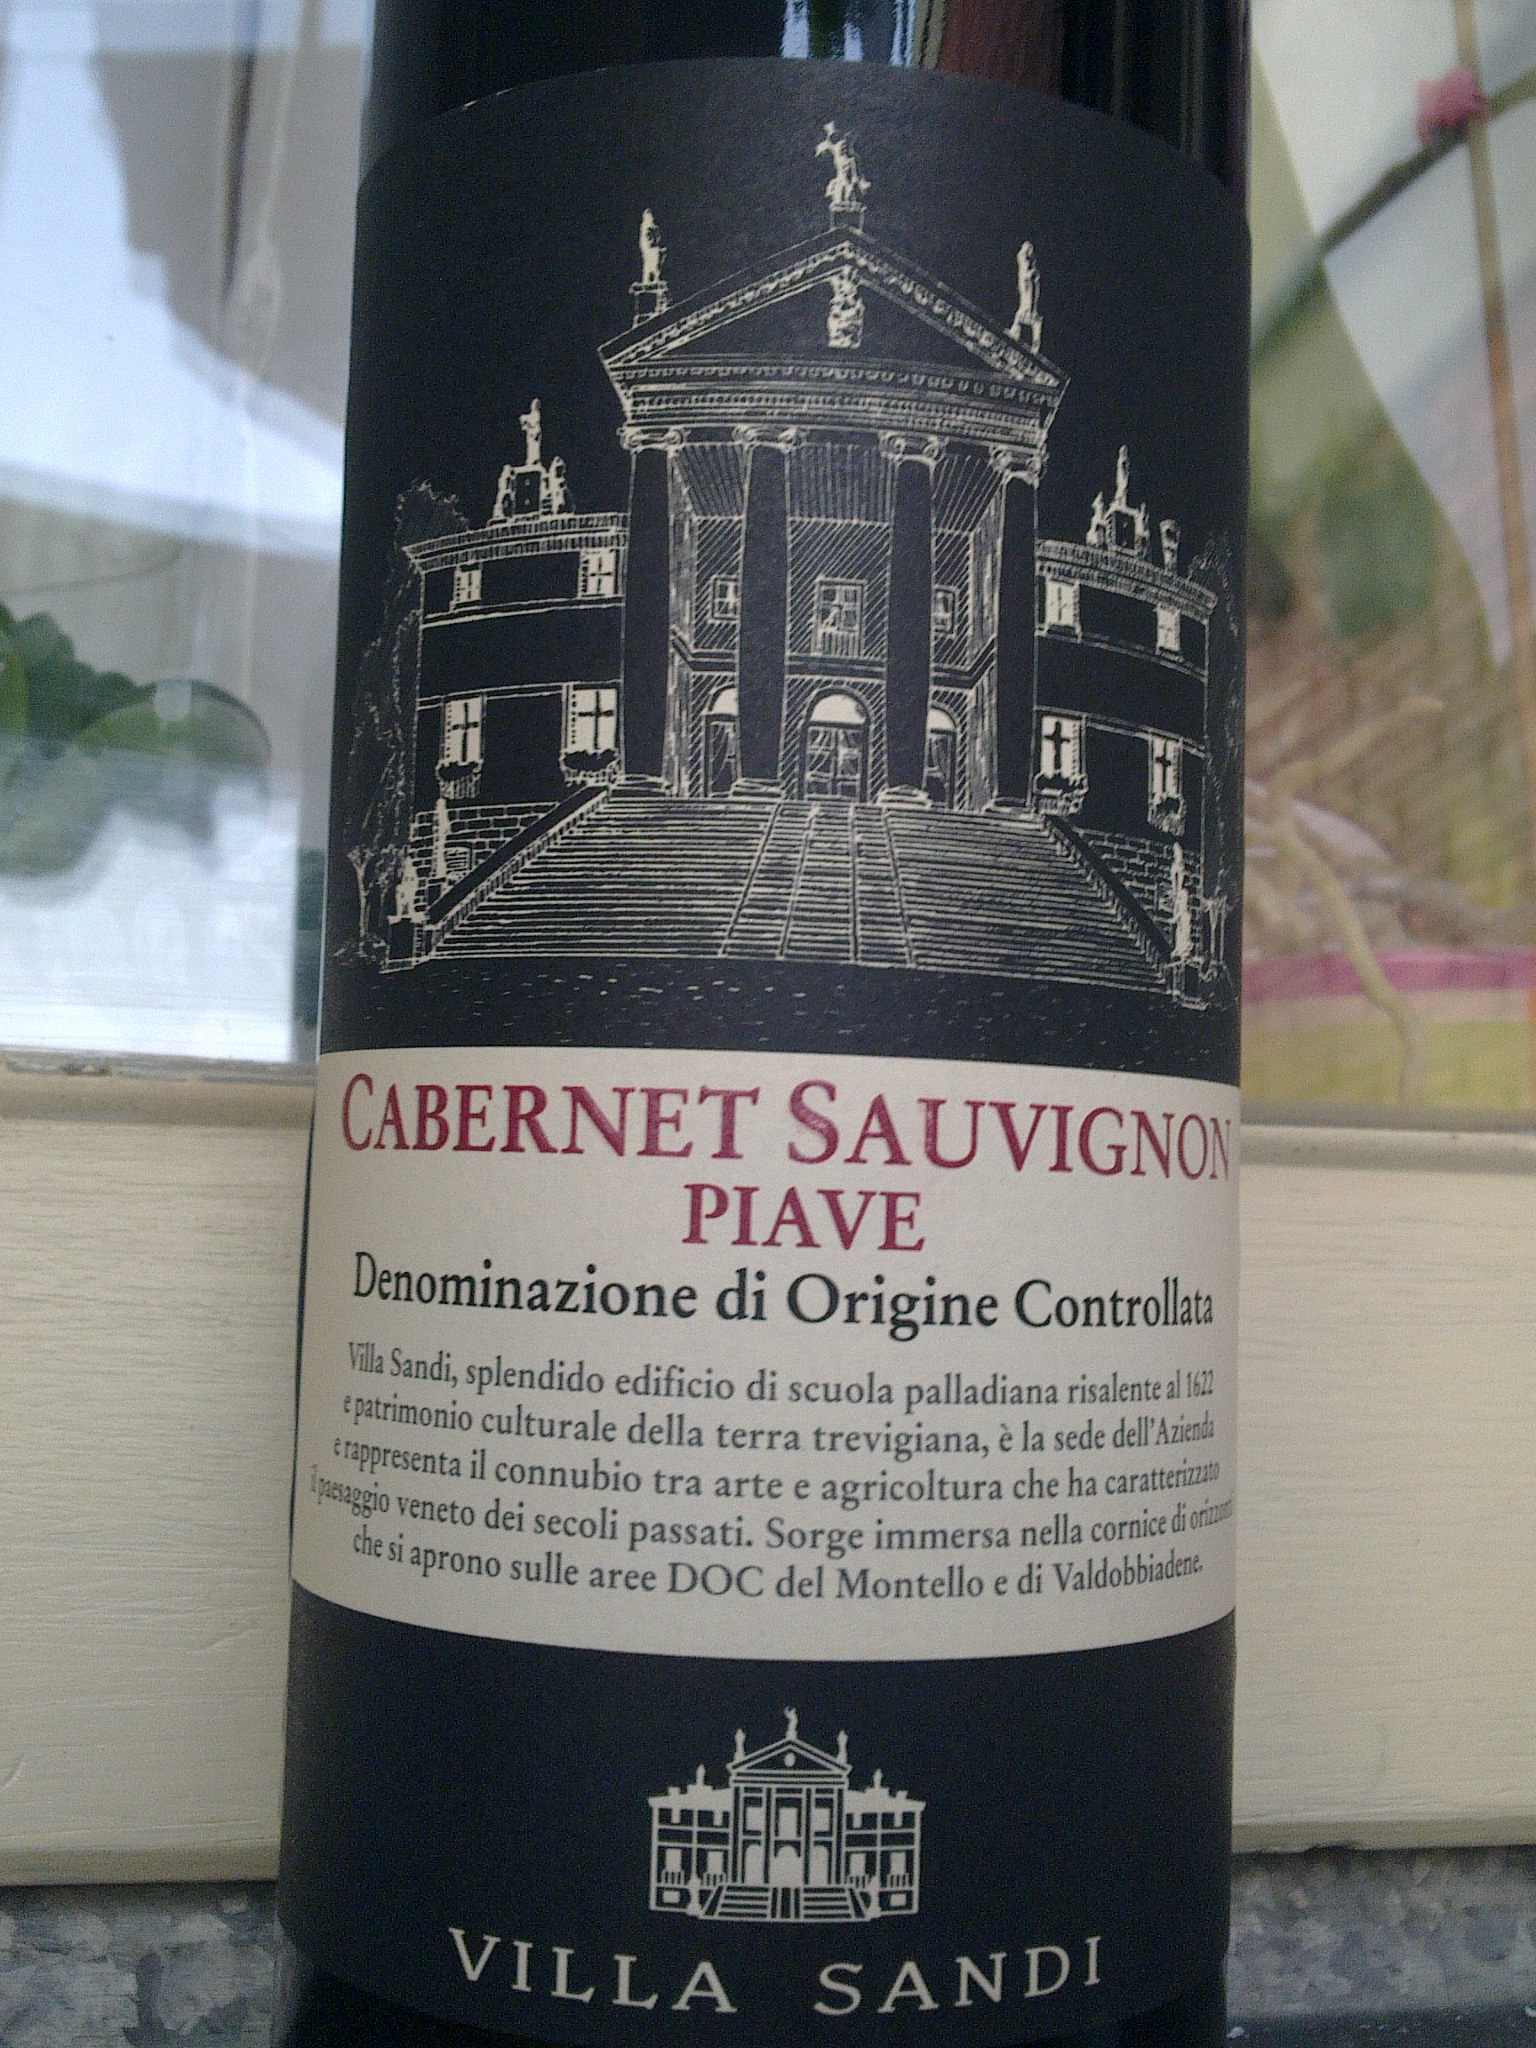 CABERNET SAUVIGNON
PIAVE
Denominazione di Origine Controllata
Villa Sandi, splendido edificio di scuola palladiana risalente al 1622
e patrimonio culturale della terra trevigiana, è la sede dell'Azienda
e rappresenta il connubio tra arte e agricoltura che ha caratterizzato
il paesaggio veneto dei secoli passati. Sorge immersa nella cornice di orizzonti
che si aprono sulle aree DOC del Montello e di Valdobbiadene.
VILLA SANDI